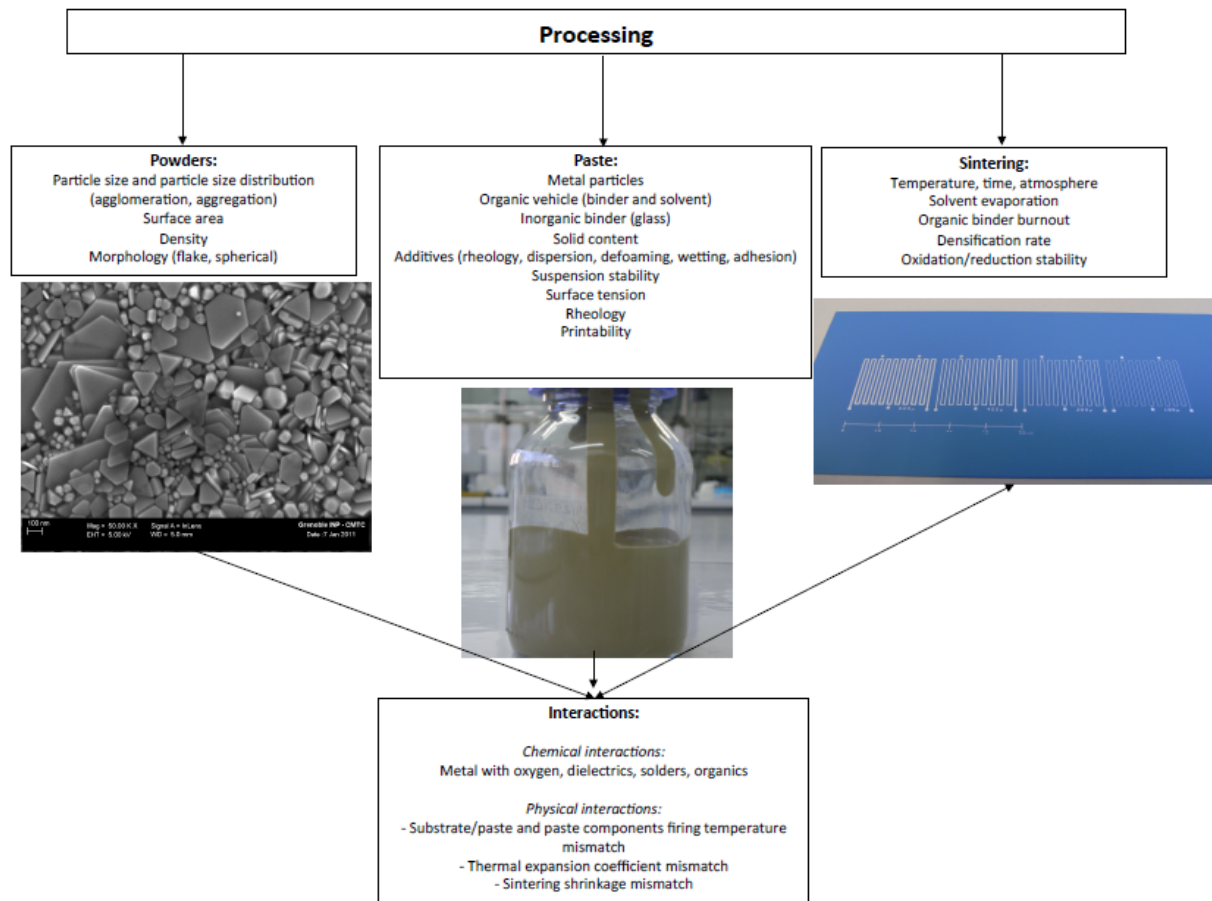 Processing
Powders:
Particle size and particle size distribution
(agglomeration, aggregation)
Surface area
Density
Morphology (flake, spherical)
Paste:
Metal particles
Organic vehicle (binder and solvent)
Inorganic binder (glass)
Solid content
Additives (rheology, dispersion, defoaming, wetting, adhesion)
Suspension stability
Surface tension
Rheology
Printability
Sintering:
Temperature, time, atmosphere
Solvent evaporation
Organic binder burnout
Densification rate
Oxidation/reduction stability
100 nm
Mag = 50.00 K X
Signal A = InLens
Grenoble INP - CMTC
EHT = 5.00 kV
WD = 5.0 mm
Date :7 Jan 2011
Interactions:
Chemical interactions:
Metal with oxygen, dielectrics, solders, organics
Physical interactions:
- Substrate/paste and paste components firing temperature
mismatch
- Thermal expansion coefficient mismatch
- Sintering shrinkage mismatch